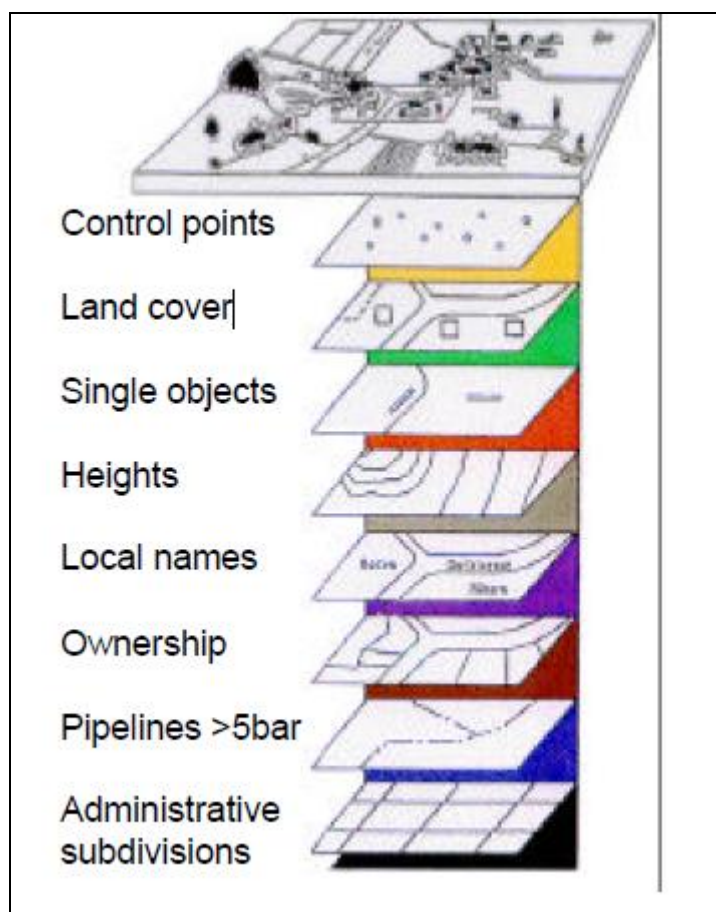 Control points
Land cover
Single objects
Heights
Local names
Ownership
Pipelines >5bar
Administrative
subdivisions